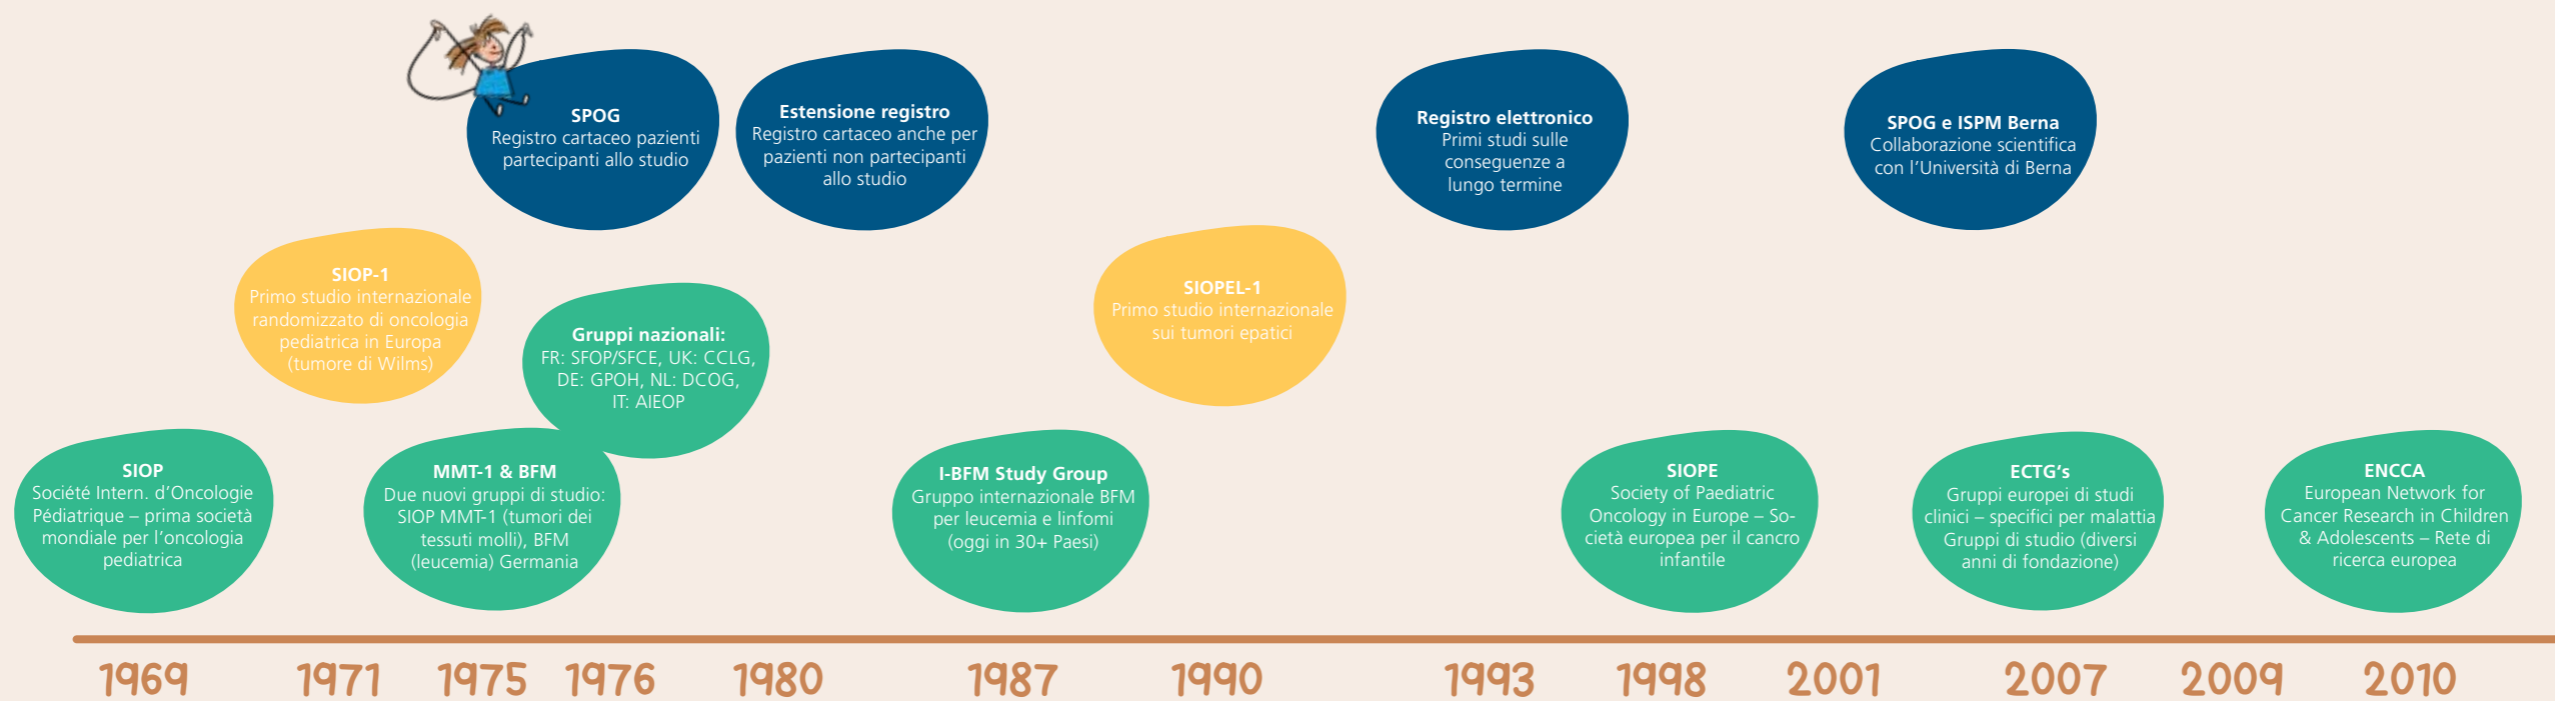 SPOG
Registro cartaceo pazienti
partecipanti allo studio
Estensione registro
Registro cartaceo anche per
pazienti non partecipanti
allo studio
Registro elettronico
Primi studi sulle
conseguenze a
lungo termine
SPOG e ISPM Berna
Collaborazione scientifica
con l'Università di Berna
SIOP-1
Primo studio internazionale
randomizzato di oncologia
pediatrica in Europa
(tumore di Wilms)
Gruppi nazionali:
FR: SFOP/SFCE, UK: CCLG,
DE: GPOH, NL: DCOG,
IT: AIEOP
SIOPEL-1
Primo studio internazionale
sui tumori epatici
SIOP
Société Intern. d'Oncologie
Pédiatrique – prima società
mondiale per l'oncologia
pediatrica
MMT-1 & BFM
Due nuovi gruppi di studio:
SIOP MMT-1 (tumori dei
tessuti molli), BFM
(leucemia) Germania
I-BFM Study Group
Gruppo internazionale BFM
per leucemia e linfomi
(oggi in 30+ Paesi)
SIOPE
Society of Paediatric
Oncology in Europe – So-
cietà europea per il cancro
infantile
ECTG's
Gruppi europei di studi
clinici – specifici per malattia
Gruppi di studio (diversi
anni di fondazione)
ENCCA
European Network for
Cancer Research in Children
& Adolescents – Rete di
ricerca europea
1969 1971 1975 1976 1980 1987 1990 1993 1998 2001 2007 2009 2010